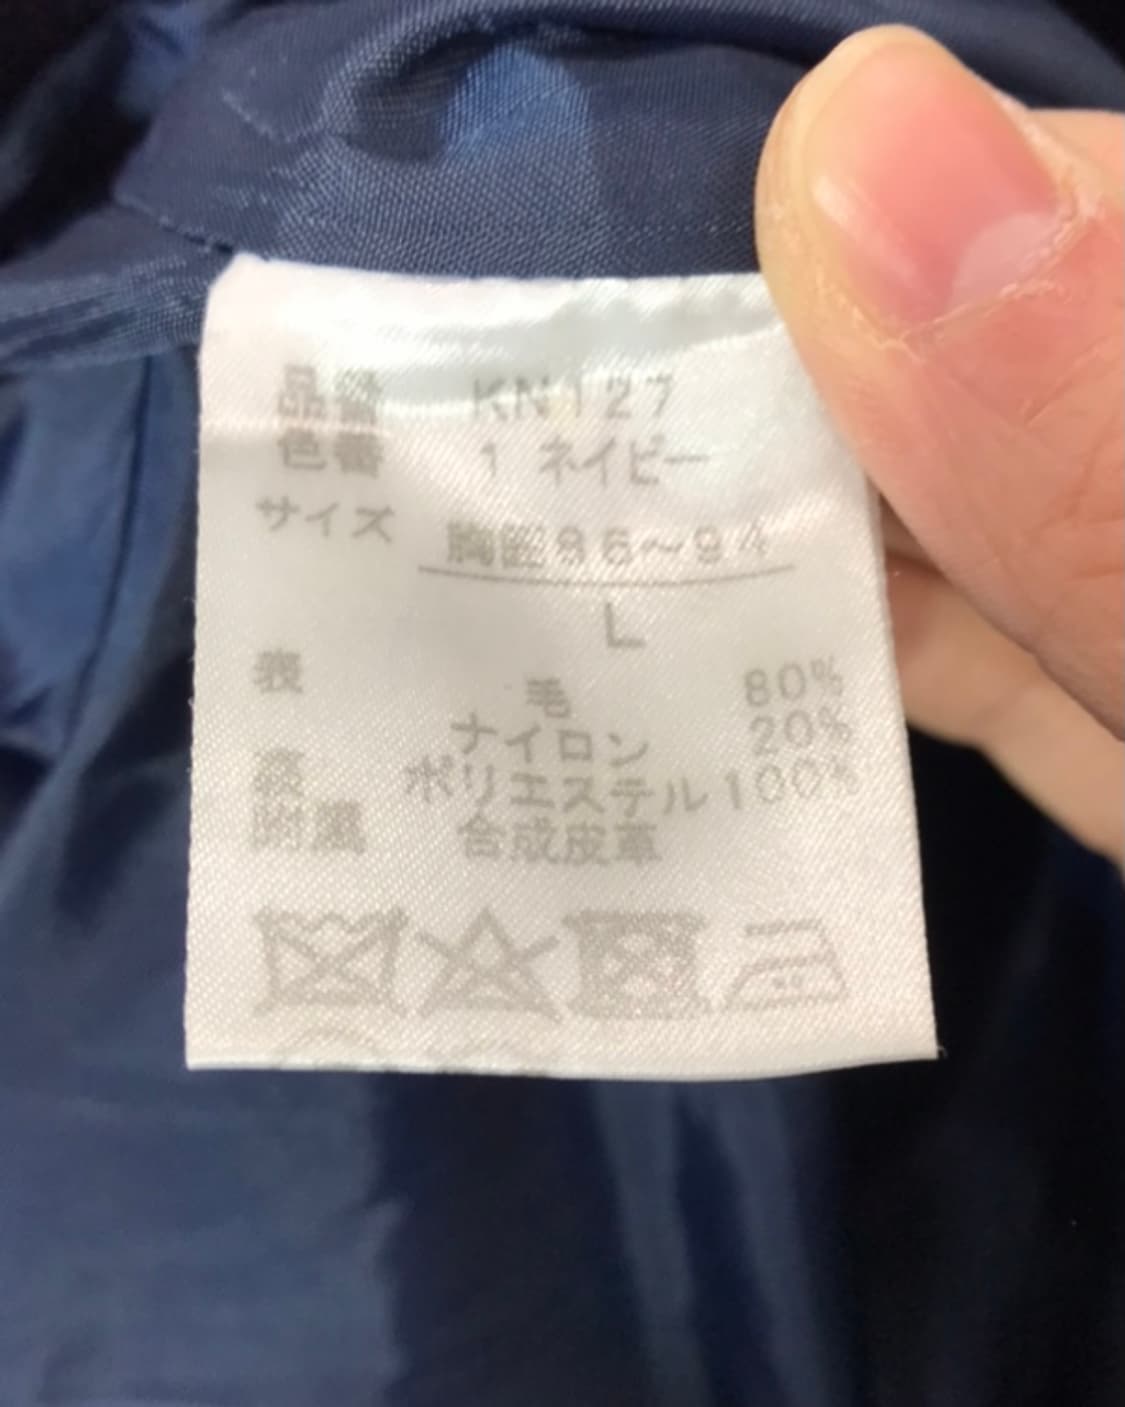 品番 KN127
色番 1 ネイビー
サイズ 胸囲86〜94
L
表 毛 80%
ナイロン 20%
裏 ポリエステル100%
附属 合成皮革